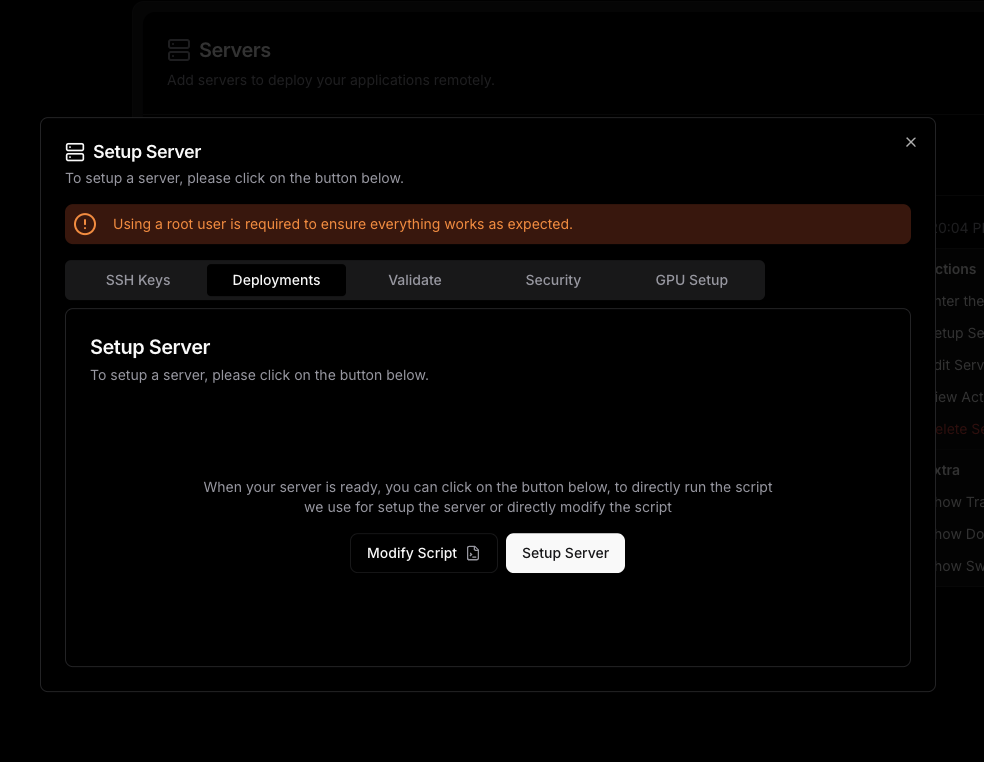 Servers
Add servers to deploy your applications remotely.
Setup Server
To setup a server, please click on the button below.
Using a root user is required to ensure everything works as expected.
SSH Keys Deployments Validate Security GPU Setup
Setup Server
To setup a server, please click on the button below.
When your server is ready, you can click on the button below, to directly run the script
we use for setup the server or directly modify the script
Modify Script Setup Server
0:04 P
ctions
nter the
etup Se
dit Serv
iew Act
elete Se
xtra
how Tra
how Do
how Sw